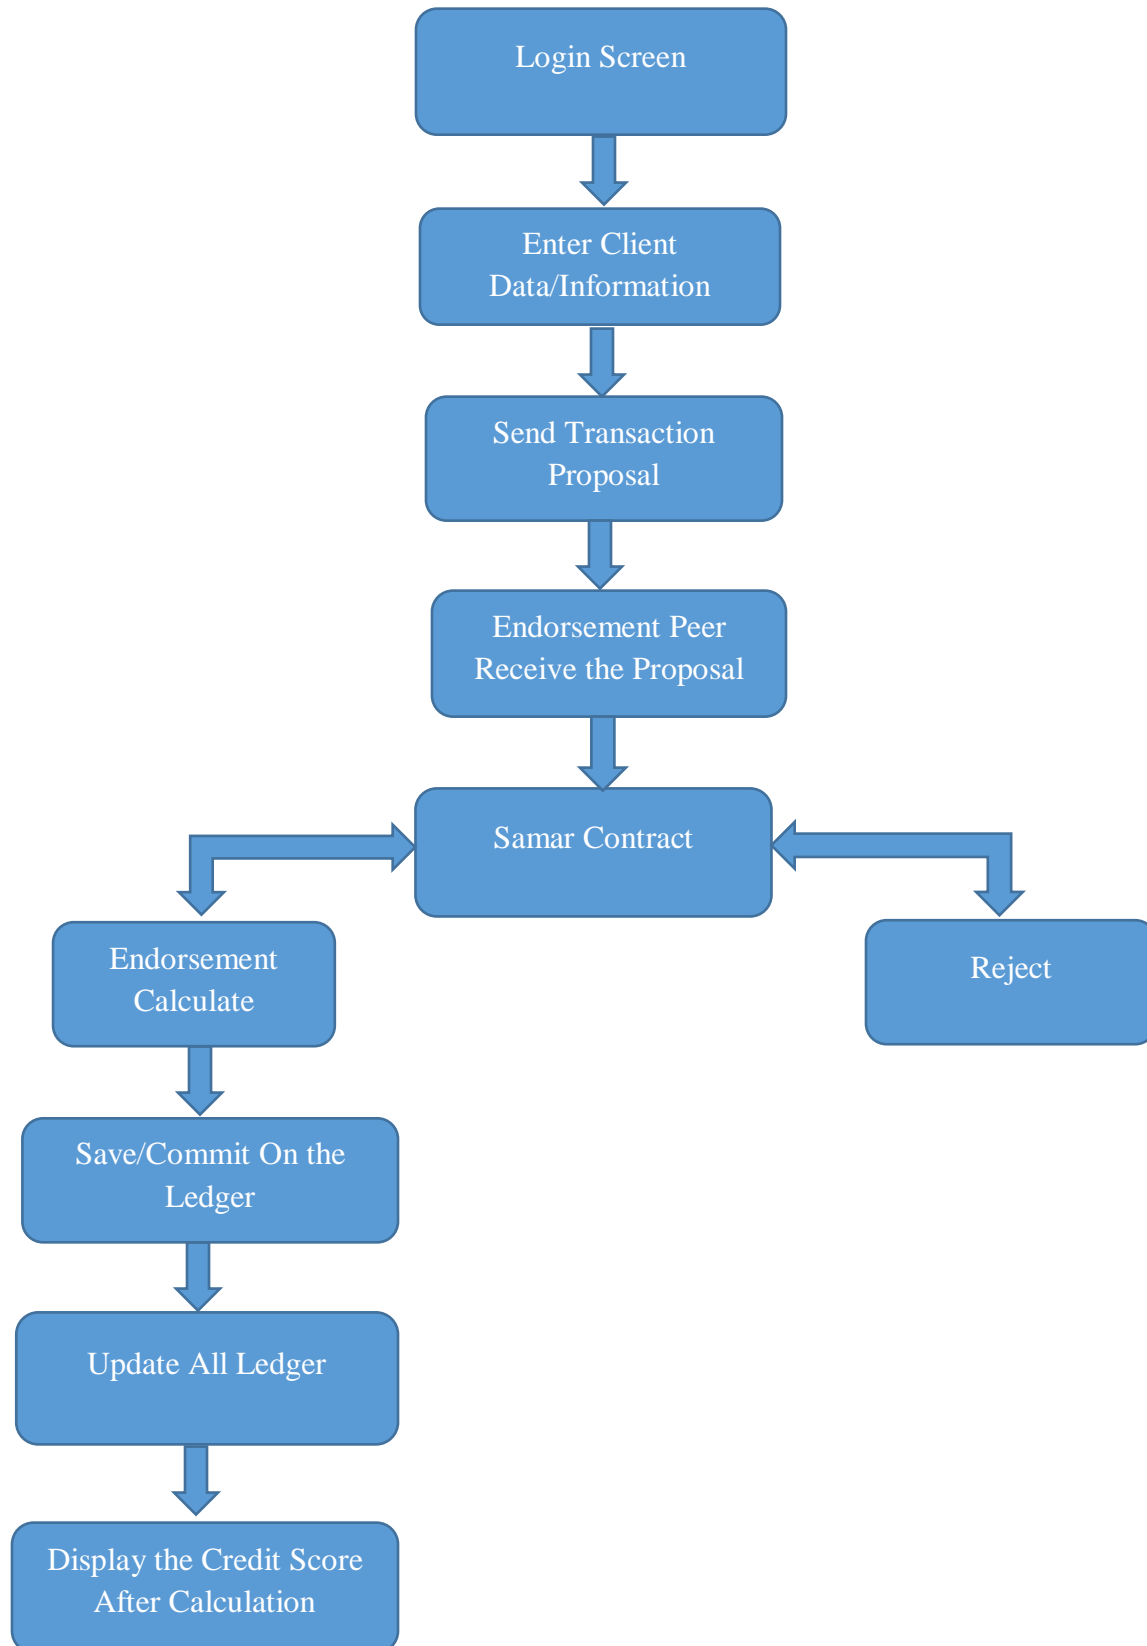 Login Screen
Enter Client
Data/Information
Send Transaction
Proposal
Endorsement Peer
Receive the Proposal
Samar Contract
Endorsement
Calculate
Reject
Save/Commit On the
Ledger
Update All Ledger
Display the Credit Score
After Calculation